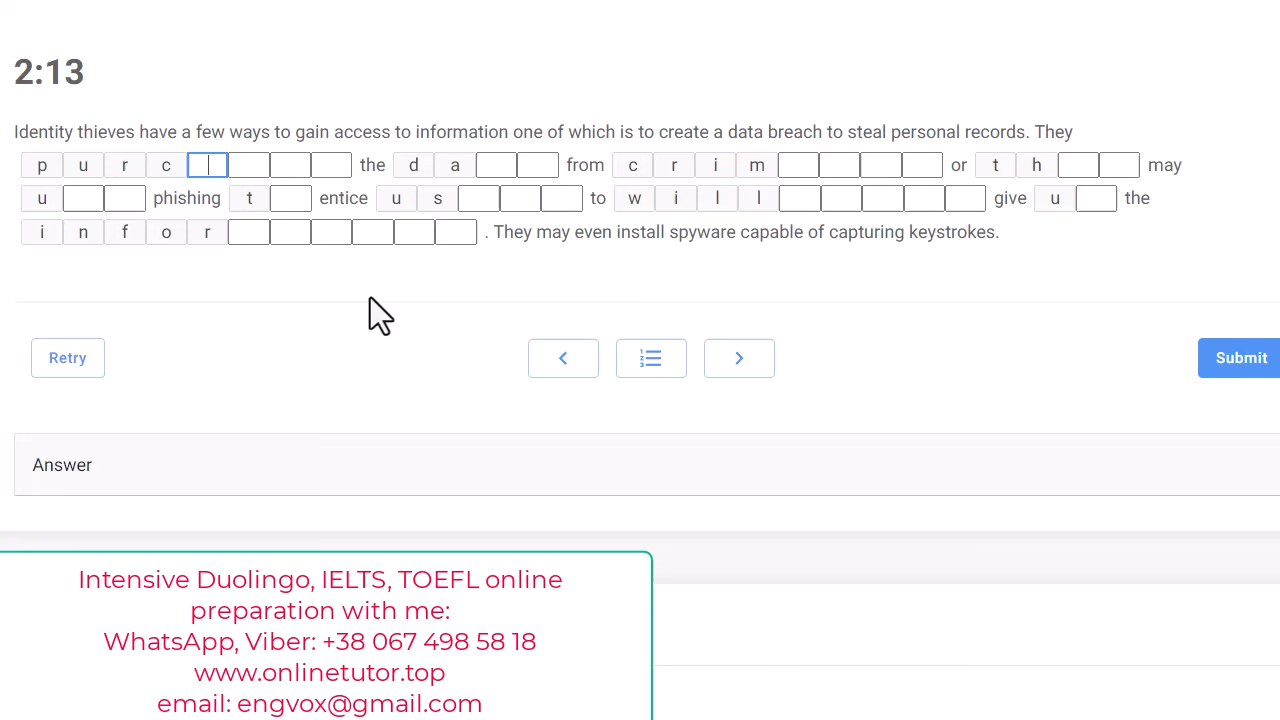 2:13
Identity thieves have a few ways to gain access to information one of which is to create a data breach to steal personal records. They
p u r c the d a from c r i m or t h may
u phishing t entice u s to w i l l give u the
i n f o r . They may even install spyware capable of capturing keystrokes.
Retry
Submit
Answer
Intensive Duolingo, IELTS, TOEFL online
preparation with me:
WhatsApp, Viber: +38 067 498 58 18
www.onlinetutor.top
email: engvox@gmail.com